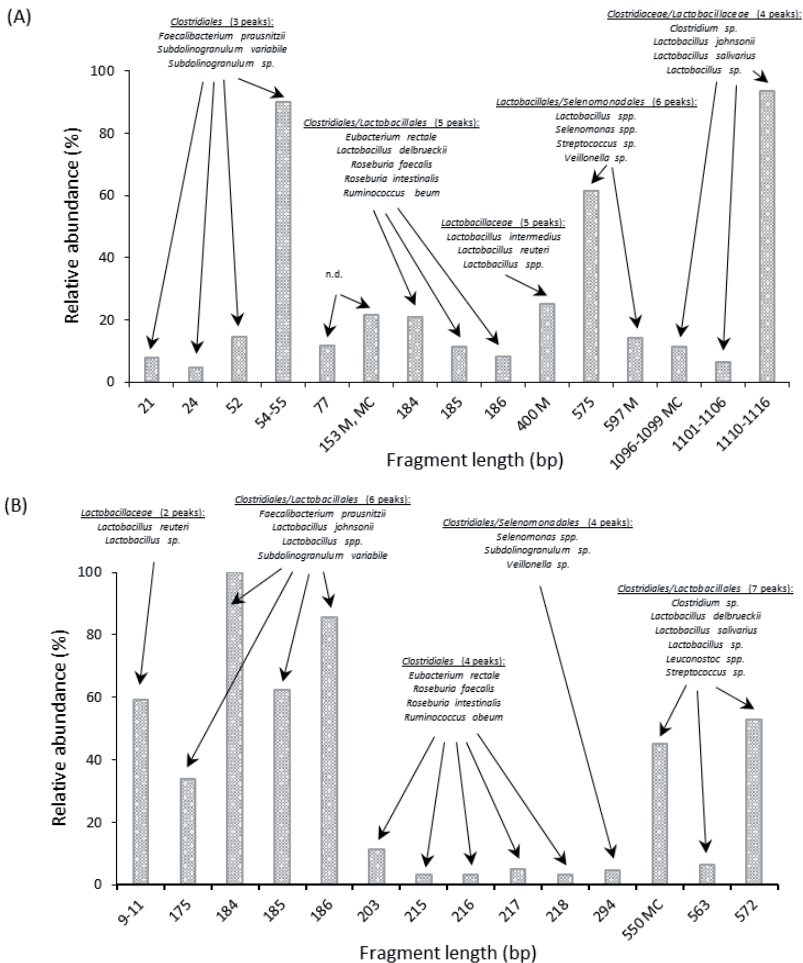 (A)
Clostridiales (3 peaks):
Faecalibacterium prausnitzii
Subdolinogranulum variabile
Subdolinogranulum sp.
Clostridiaceae/Lactobacillaceae (4 peaks):
Clostridium sp.
Lactobacillus johnsonii
Lactobacillus salivarius
Lactobacillus sp.
Clostridiales/Lactobacillales (5 peaks):
Eubacterium rectale
Lactobacillus delbrueckii
Roseburia faecalis
Roseburia intestinalis
Ruminococcus beum
Lactobacillales/Selenomonadales (6 peaks):
Lactobacillus spp.
Selenomonas spp.
Streptococcus sp.
Veillonella sp.
Lactobacillaceae (5 peaks):
Lactobacillus intermedius
Lactobacillus reuteri
Lactobacillus spp.
n.d.
Relative abundance (%)
100
80
60
40
20
0
21 24 52 54-55 77 153 M, MC 184 185 186 400 M 575 597 M 1096-1099 MC 1101-1106 1110-1116
Fragment length (bp)
(B)
Lactobacillaceae (2 peaks):
Lactobacillus reuteri
Lactobacillus sp.
Clostridiales/Lactobacillales (6 peaks):
Faecalibacterium prausnitzii
Lactobacillus johnsonii
Lactobacillus spp.
Subdolinogranulum variabile
Clostridiales/Selenomonadales (4 peaks):
Selenomonas spp.
Subdolinogranulum sp.
Veillonella sp.
Clostridiales/Lactobacillales (7 peaks):
Clostridium sp.
Lactobacillus delbrueckii
Lactobacillus salivarius
Lactobacillus sp.
Leuconostoc spp.
Streptococcus sp.
Clostridiales (4 peaks):
Eubacterium rectale
Roseburia faecalis
Roseburia intestinalis
Ruminococcus obeum
Relative abundance (%)
100
80
60
40
20
0
9-11 175 184 185 186 203 215 216 217 218 294 550 MC 563 572
Fragment length (bp)